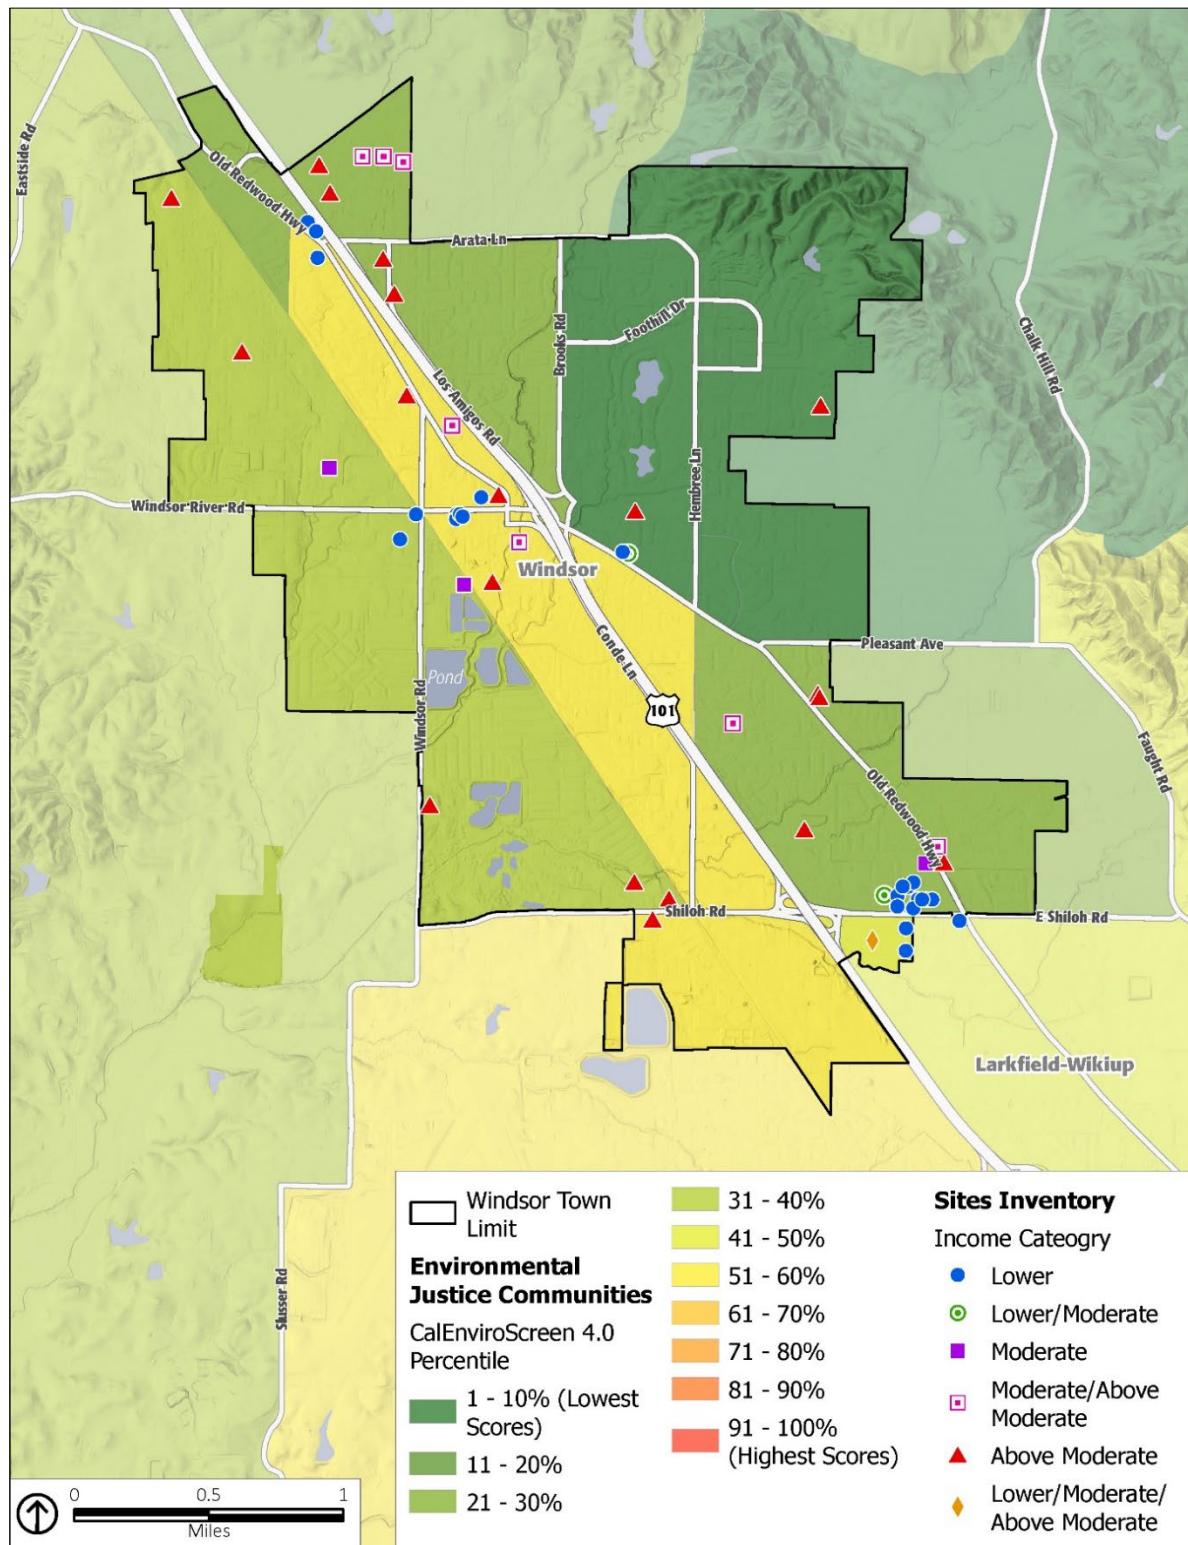 Eastside Rd
Old Redwood Hwy
Arata Ln
Brooks Rd
Foothill Dr
Chalk Hill Rd
Los Amigos Rd
Hembree Ln
Windsor River Rd
Windsor
Conde Ln
Pleasant Ave
Pond
Windsor Rd
101
Faught Rd
Old Redwood Hwy
Shiloh Rd
E Shiloh Rd
Larkfield-Wikiup
Slusser Rd
Windsor Town
Limit
Environmental
Justice Communities
CalEnviroScreen 4.0
Percentile
1 - 10% (Lowest
Scores)
11 - 20%
21 - 30%
31 - 40%
41 - 50%
51 - 60%
61 - 70%
71 - 80%
81 - 90%
91 - 100%
(Highest Scores)
Sites Inventory
Income Cateogry
Lower
Lower/Moderate
Moderate
Moderate/Above
Moderate
Above Moderate
Lower/Moderate/
Above Moderate
0 0.5 1
Miles